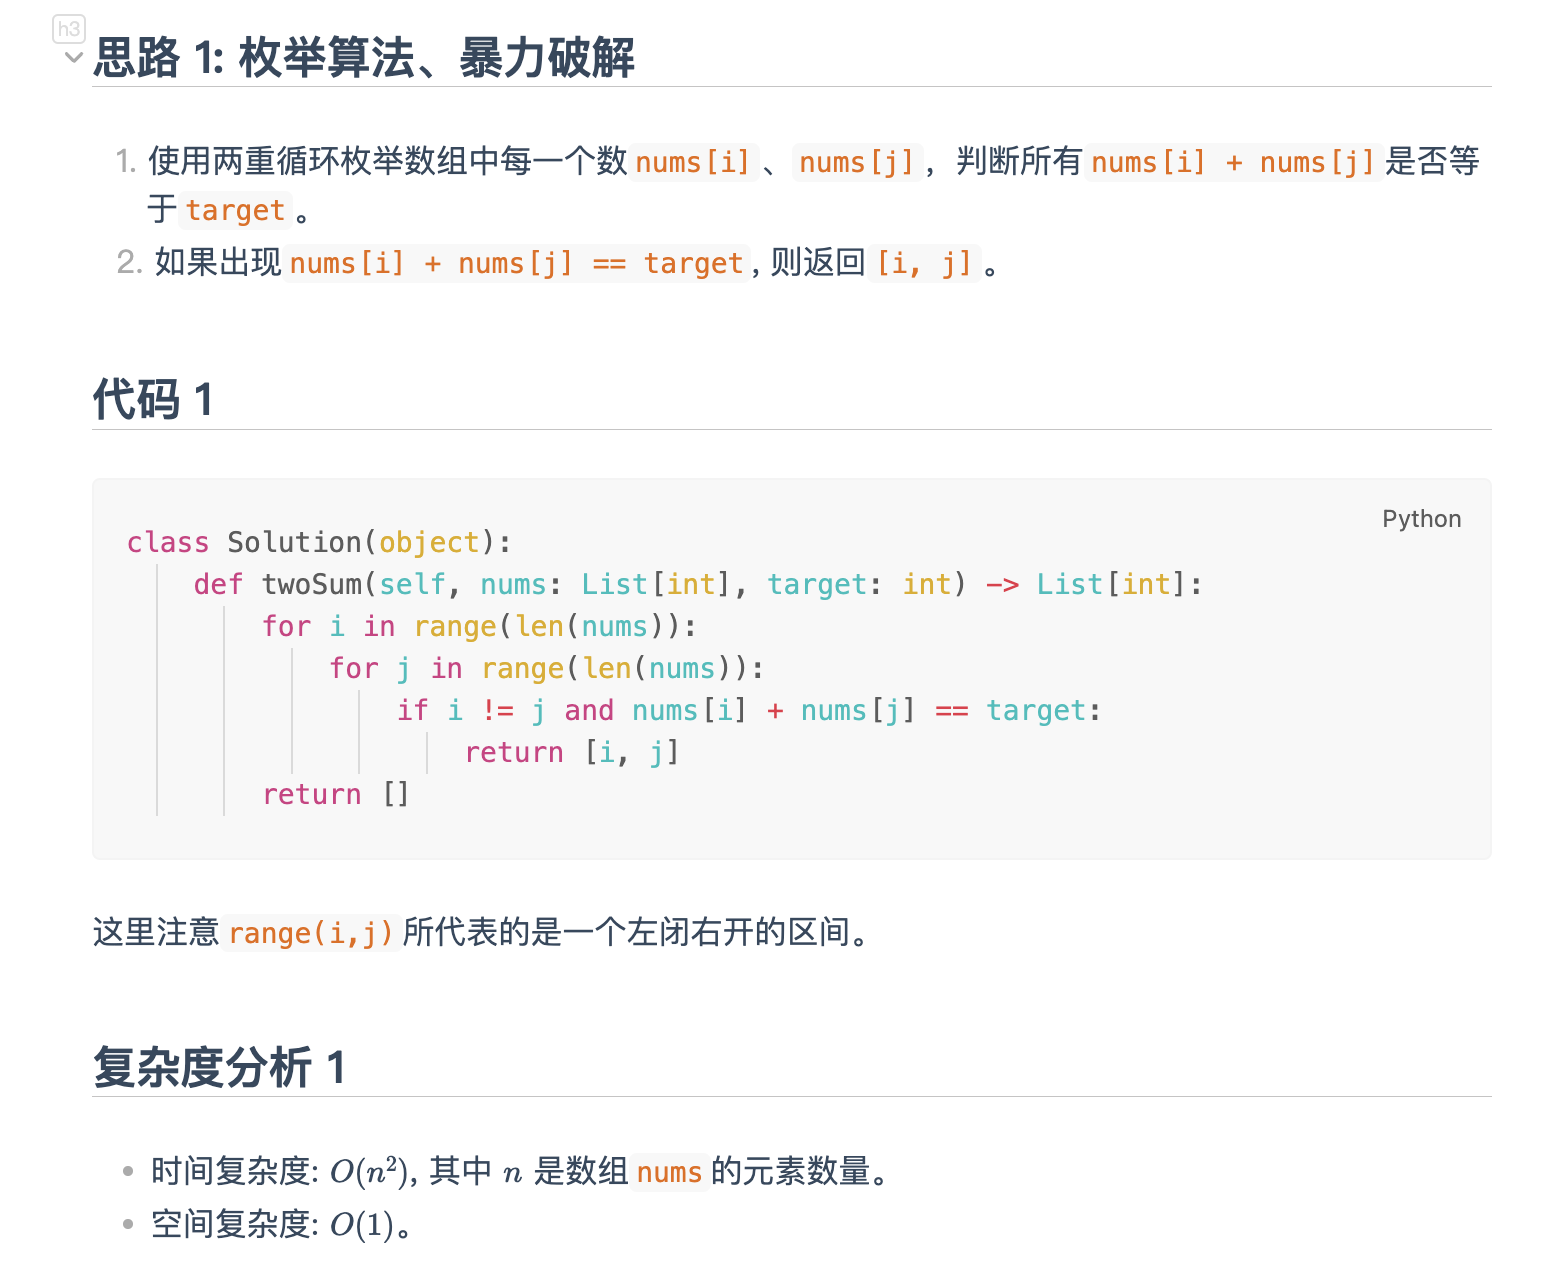 h3
思路 1: 枚举算法、暴力破解
1. 使用两重循环枚举数组中每一个数 nums[i] 、 nums[j] ，判断所有 nums[i] + nums[j] 是否等
于 target 。
2. 如果出现 nums[i] + nums[j] == target , 则返回 [i, j] 。
代码 1
Python
class Solution(object):
    def twoSum(self, nums: List[int], target: int) -> List[int]:
        for i in range(len(nums)):
            for j in range(len(nums)):
                if i != j and nums[i] + nums[j] == target:
                    return [i, j]
        return []
这里注意 range(i,j) 所代表的是一个左闭右开的区间。
复杂度分析 1
• 时间复杂度: O(n²), 其中 n 是数组 nums 的元素数量。
• 空间复杂度: O(1)。